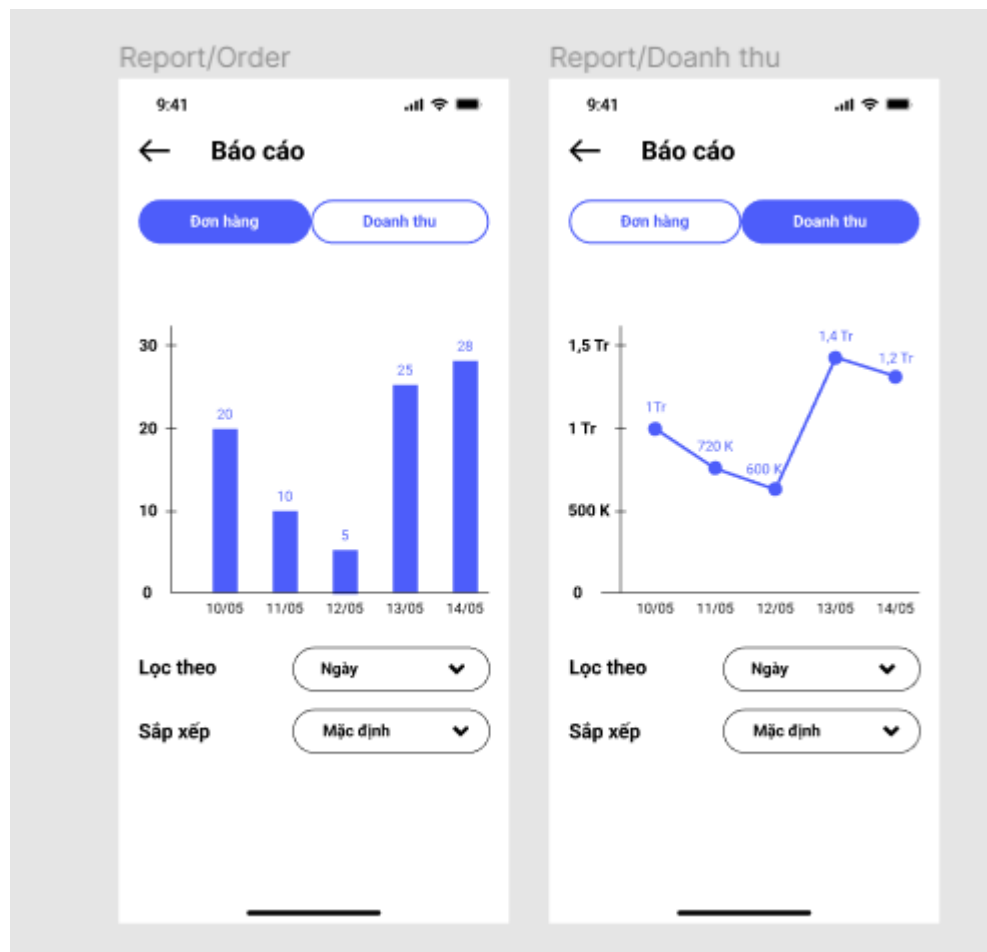 Report/Order
9:41
Báo cáo
Đơn hàng
Doanh thu
30
20
10
0
20
10
5
25
28
10/05
11/05
12/05
13/05
14/05
Lọc theo
Ngày
Sắp xếp
Mặc định
Report/Doanh thu
9:41
Báo cáo
Đơn hàng
Doanh thu
1,5 Tr
1 Tr
500 K
0
1Tr
720 K
600 K
1,4 Tr
1,2 Tr
10/05
11/05
12/05
13/05
14/05
Lọc theo
Ngày
Sắp xếp
Mặc định